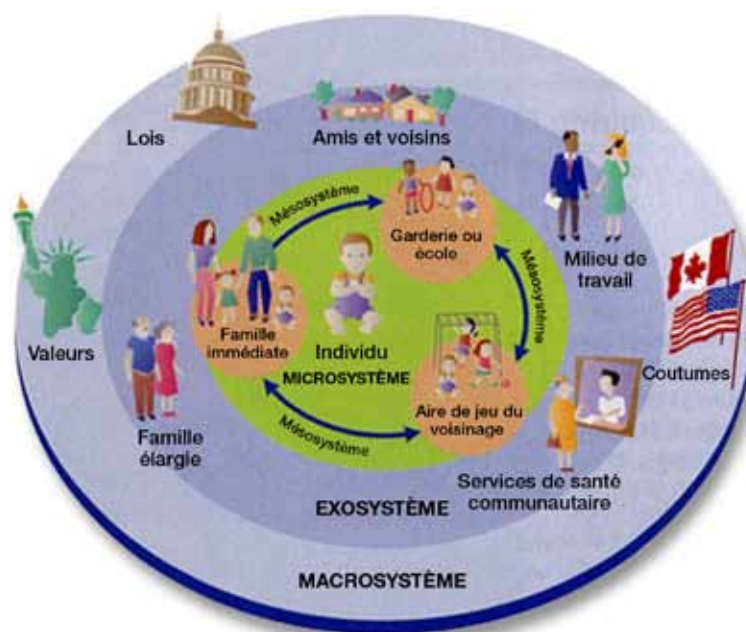 Lois
Amis et voisins
Mésosystème
Garderie ou
école
Milieu de
travail
Mésosystème
Valeurs
Famille
immédiate
Individu
MICROSYSTÈME
Coutumes
Aire de jeu du
voisinage
Mésosystème
Famille
élargie
Services de santé
communautaire
EXOSYSTÈME
MACROSYSTÈME